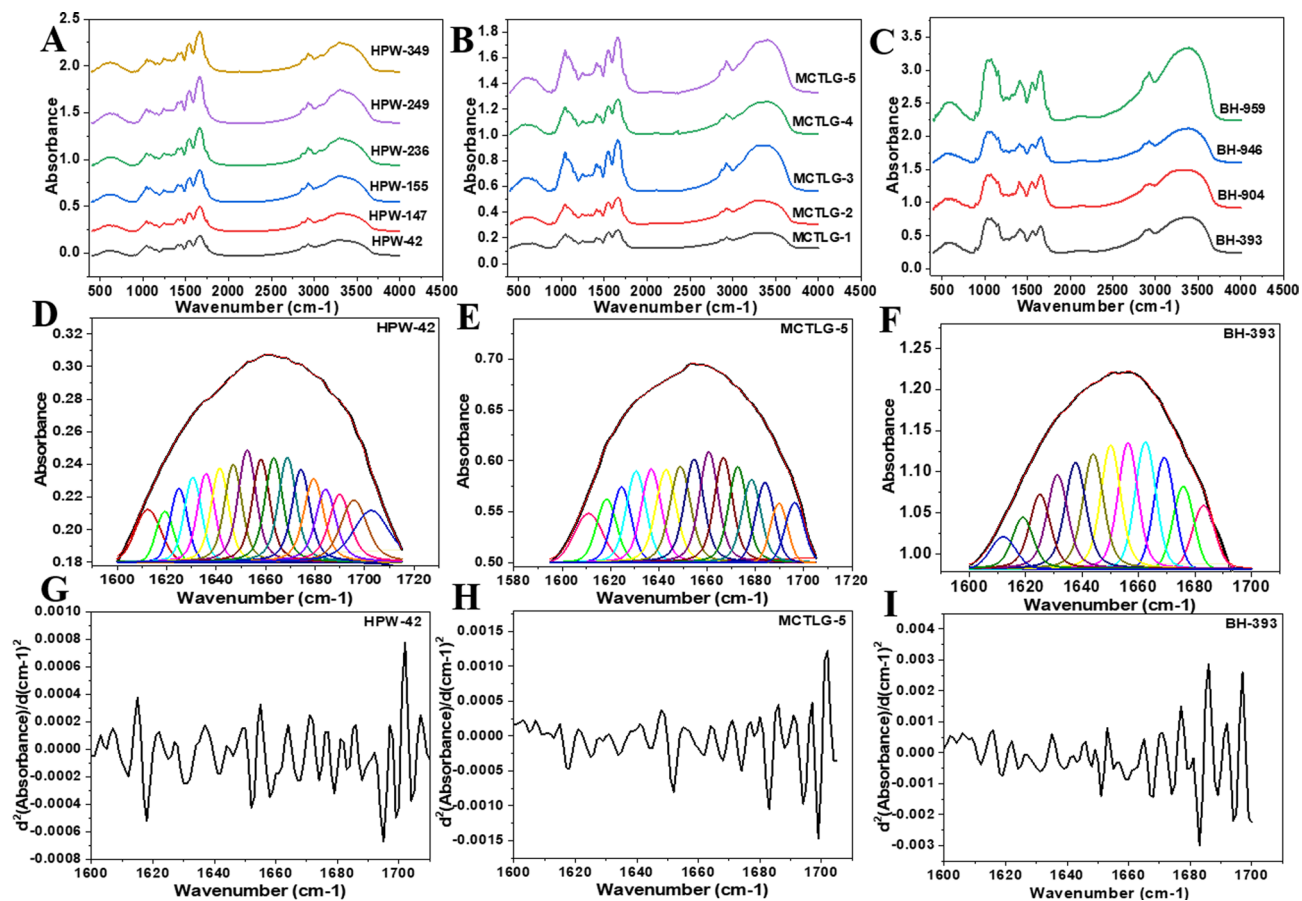 A
2.5
2.0
1.5
1.0
0.5
0.0
Absorbance
HPW-349
HPW-249
HPW-236
HPW-155
HPW-147
HPW-42
500 1000 1500 2000 2500 3000 3500 4000 4500
Wavenumber (cm-1)
B
1.8
1.6
1.4
1.2
1.0
0.8
0.6
0.4
0.2
0.0
Absorbance
MCTLG-5
MCTLG-4
MCTLG-3
MCTLG-2
MCTLG-1
500 1000 1500 2000 2500 3000 3500 4000 4500
Wavenumber (cm-1)
C
3.5
3.0
2.5
2.0
1.5
1.0
0.5
0.0
Absorbance
BH-959
BH-946
BH-904
BH-393
500 1000 1500 2000 2500 3000 3500 4000 4500
Wavenumber (cm-1)
D
HPW-42
0.32
0.30
0.28
0.26
0.24
0.22
0.20
0.18
Absorbance
1600 1620 1640 1660 1680 1700 1720
Wavenumber (cm-1)
E
MCTLG-5
0.70
0.65
0.60
0.55
0.50
Absorbance
1580 1600 1620 1640 1660 1680 1700 1720
Wavenumber (cm-1)
F
BH-393
1.25
1.20
1.15
1.10
1.05
1.00
Absorbance
1600 1620 1640 1660 1680 1700
Wavenumber (cm-1)
G
HPW-42
0.0010
0.0008
0.0006
0.0004
0.0002
0.0000
-0.0002
-0.0004
-0.0006
-0.0008
d²(Absorbance)/d(cm-1)²
1600 1620 1640 1660 1680 1700
Wavenumber (cm-1)
H
MCTLG-5
0.0015
0.0010
0.0005
0.0000
-0.0005
-0.0010
-0.0015
d²(Absorbance)/d(cm-1)²
1600 1620 1640 1660 1680 1700
Wavenumber (cm-1)
I
BH-393
0.004
0.003
0.002
0.001
0.000
-0.001
-0.002
-0.003
d²(Absorbance)/d(cm-1)²
1600 1620 1640 1660 1680 1700
Wavenumber (cm-1)